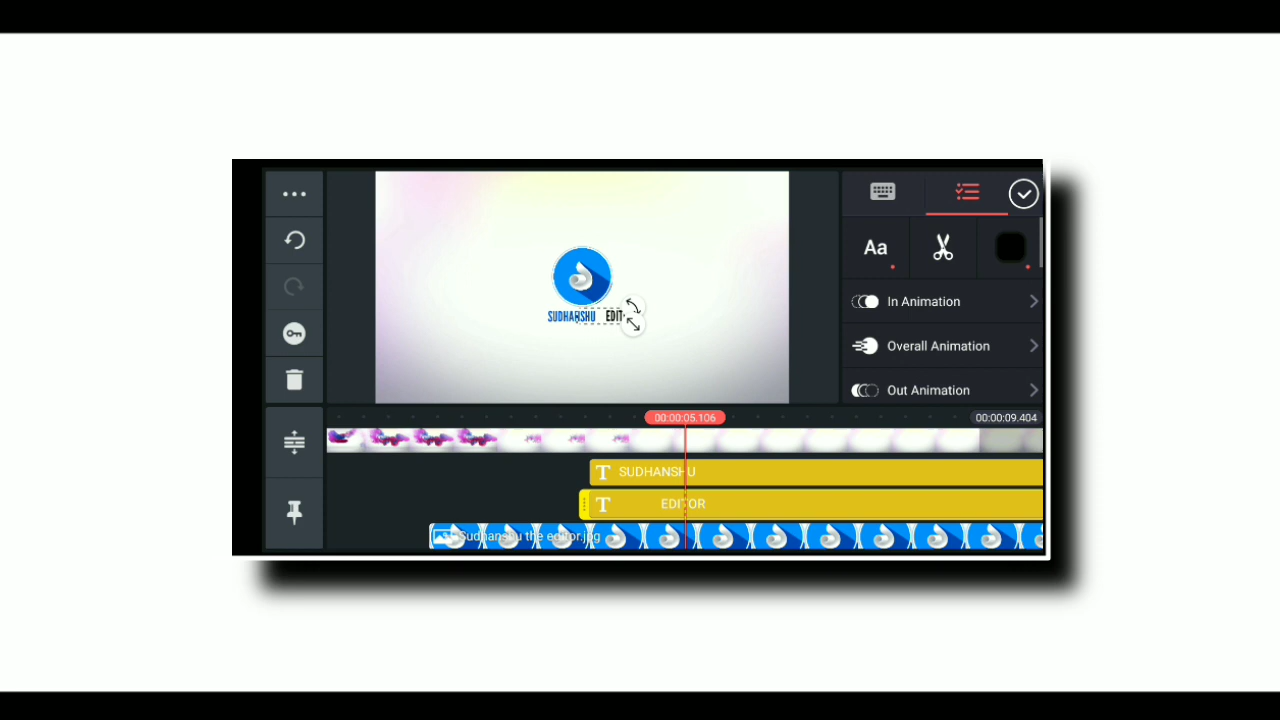 SUDHANSHU EDIT
Aa
In Animation
Overall Animation
Out Animation
00:00:05.106
00:00:09.404
T SUDHANSHU
T EDITOR
Sudhanshu the editor.jpg